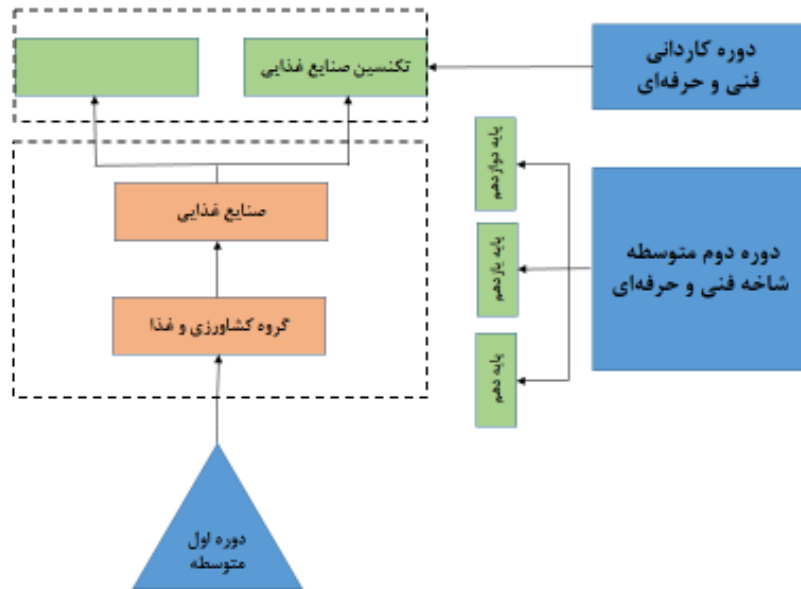 دوره کاردانی
فنی و حرفه‌ای
تکنسین صنایع غذایی
پایه دوازدهم
صنایع غذایی
پایه یازدهم
دوره دوم متوسطه
شاخه فنی و حرفه‌ای
گروه کشاورزی و غذا
پایه دهم
دوره اول
متوسطه